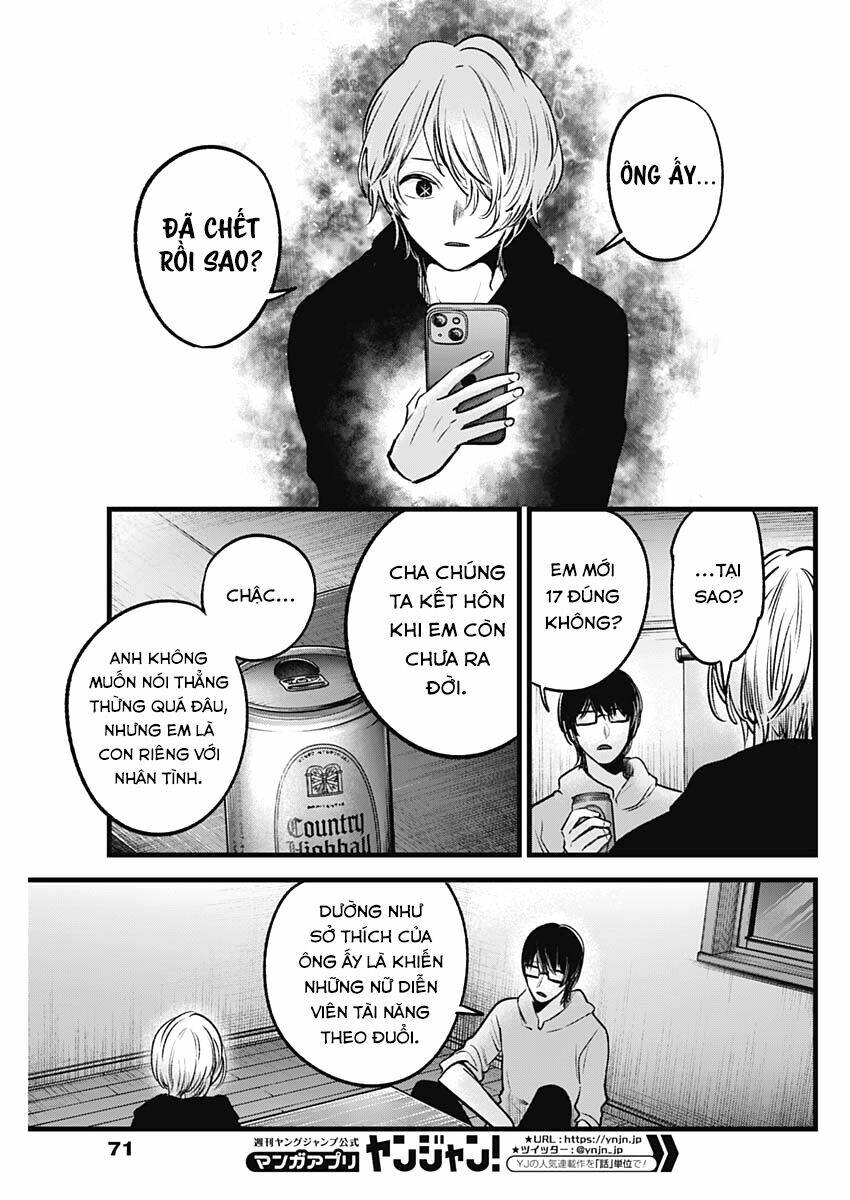 ÔNG ẤY...
ĐÃ CHẾT
RỒI SAO?
...TẠI
SAO?
EM MỚI
17 ĐÚNG
KHÔNG?
CHA CHÚNG
TA KẾT HÔN
KHI EM CÒN
CHƯA RA
ĐỜI.
CHẬC...
ANH KHÔNG
MUỐN NÓI THẲNG
THỪNG QUÁ ĐÂU,
NHƯNG EM LÀ
CON RIÊNG VỚI
NHÂN TÌNH.
Country
Highball
DƯỜNG NHƯ
SỞ THÍCH CỦA
ÔNG ẤY LÀ KHIẾN
NHỮNG NỮ DIỄN
VIÊN TÀI NĂNG
THEO ĐUỔI.
71
週刊ヤングジャンプ公式
マンガアプリ
ヤンジャン!
★URL:https://ynjn.jp
★ツイッター:@ynjn_jp
YJの人気連載作を「話」単位で!